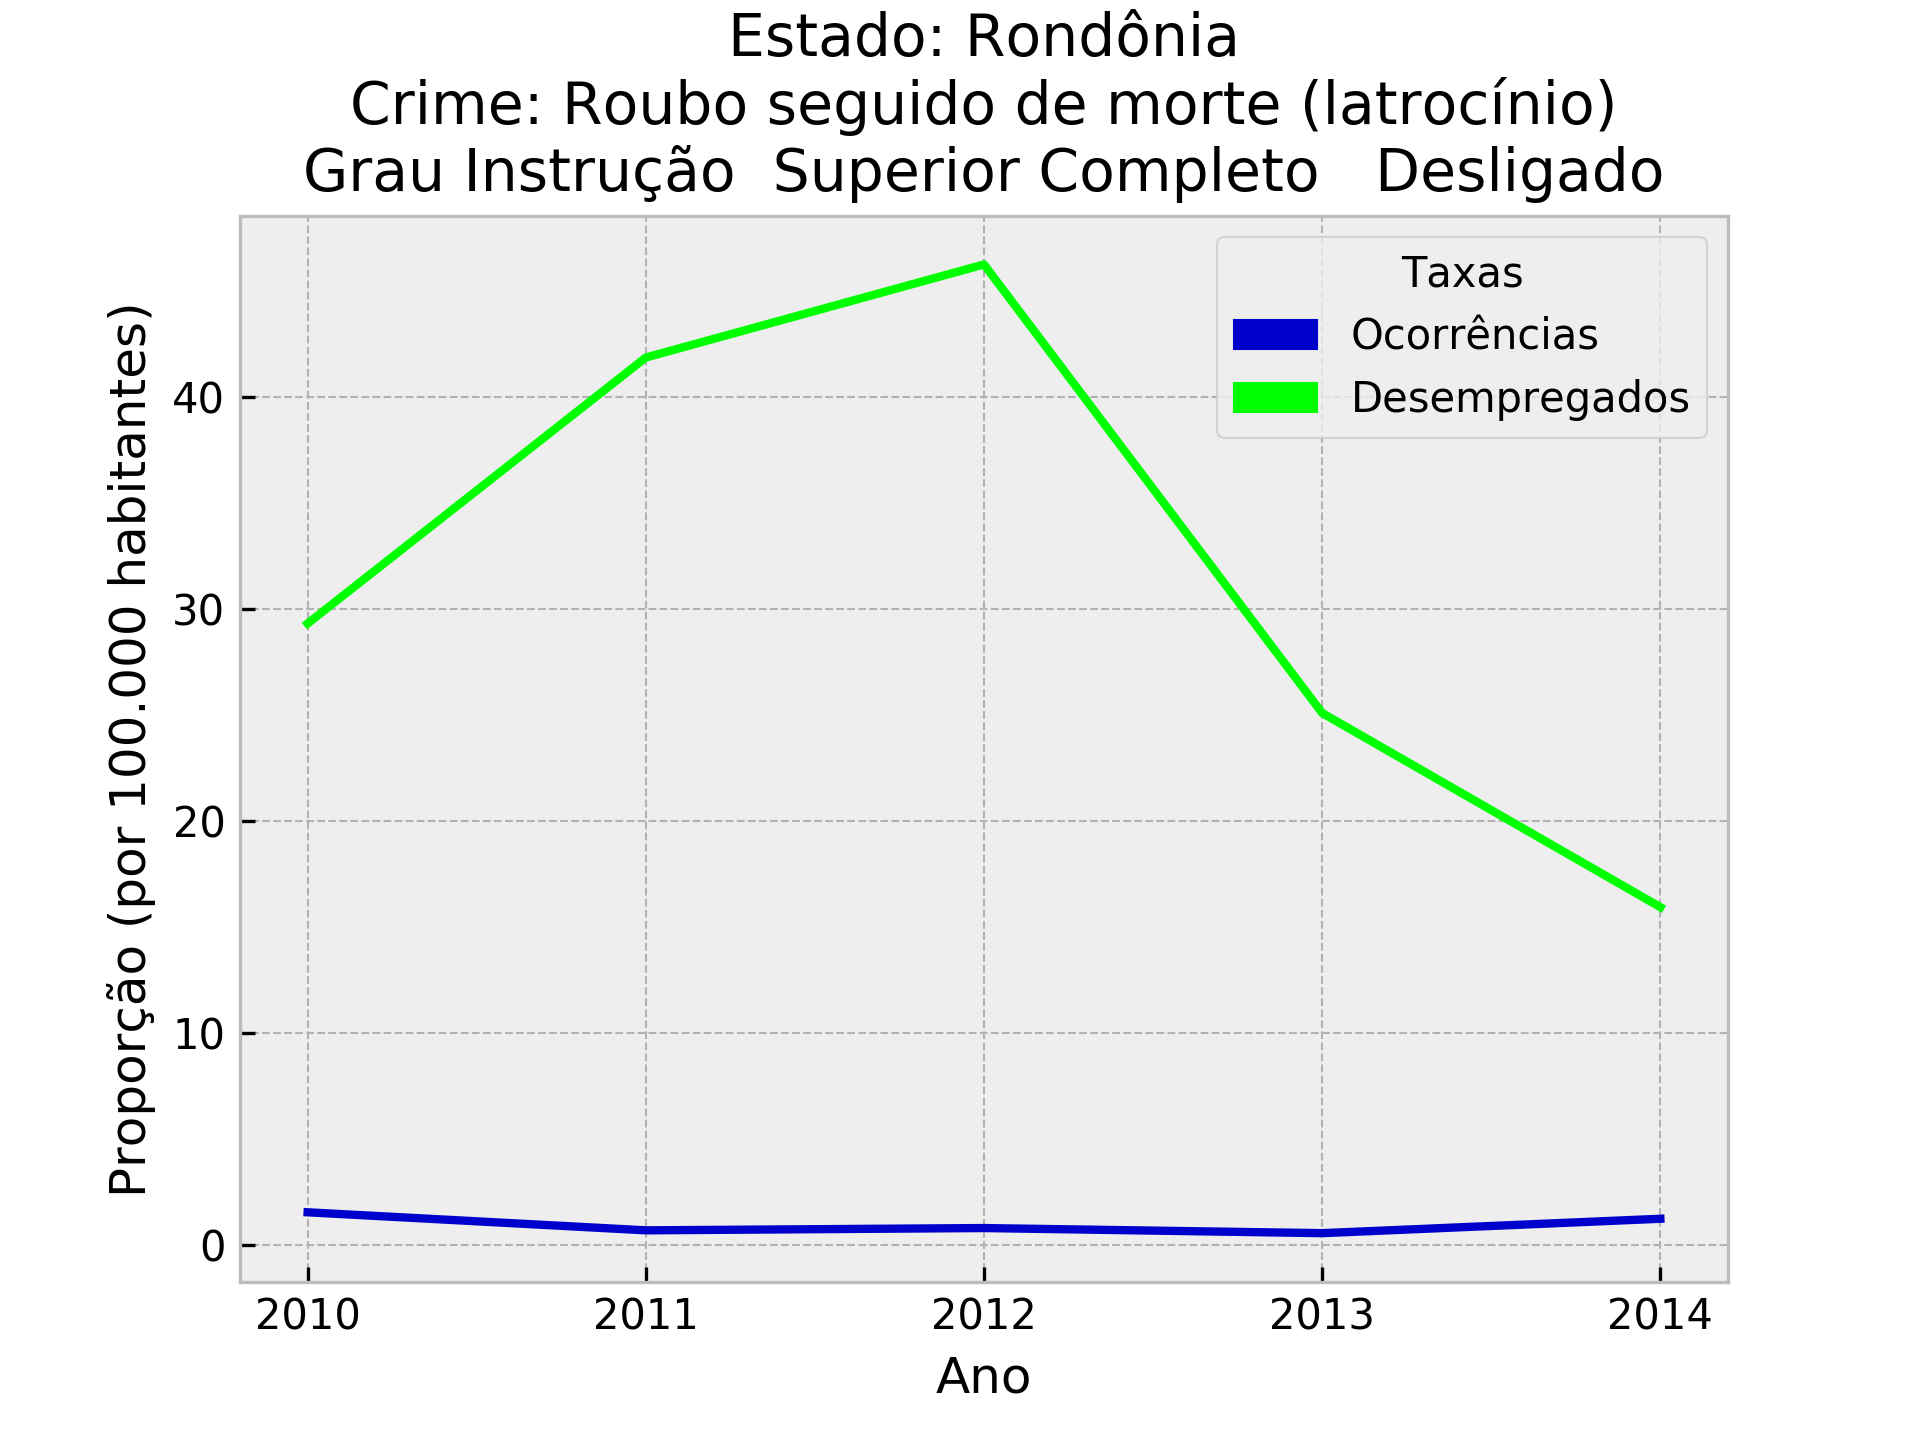 Estado: Rondônia
Crime: Roubo seguido de morte (latrocínio)
Grau Instrução  Superior Completo   Desligado
Proporção (por 100.000 habitantes)
40
30
20
10
0
Taxas
Ocorrências
Desempregados
2010 2011 2012 2013 2014
Ano